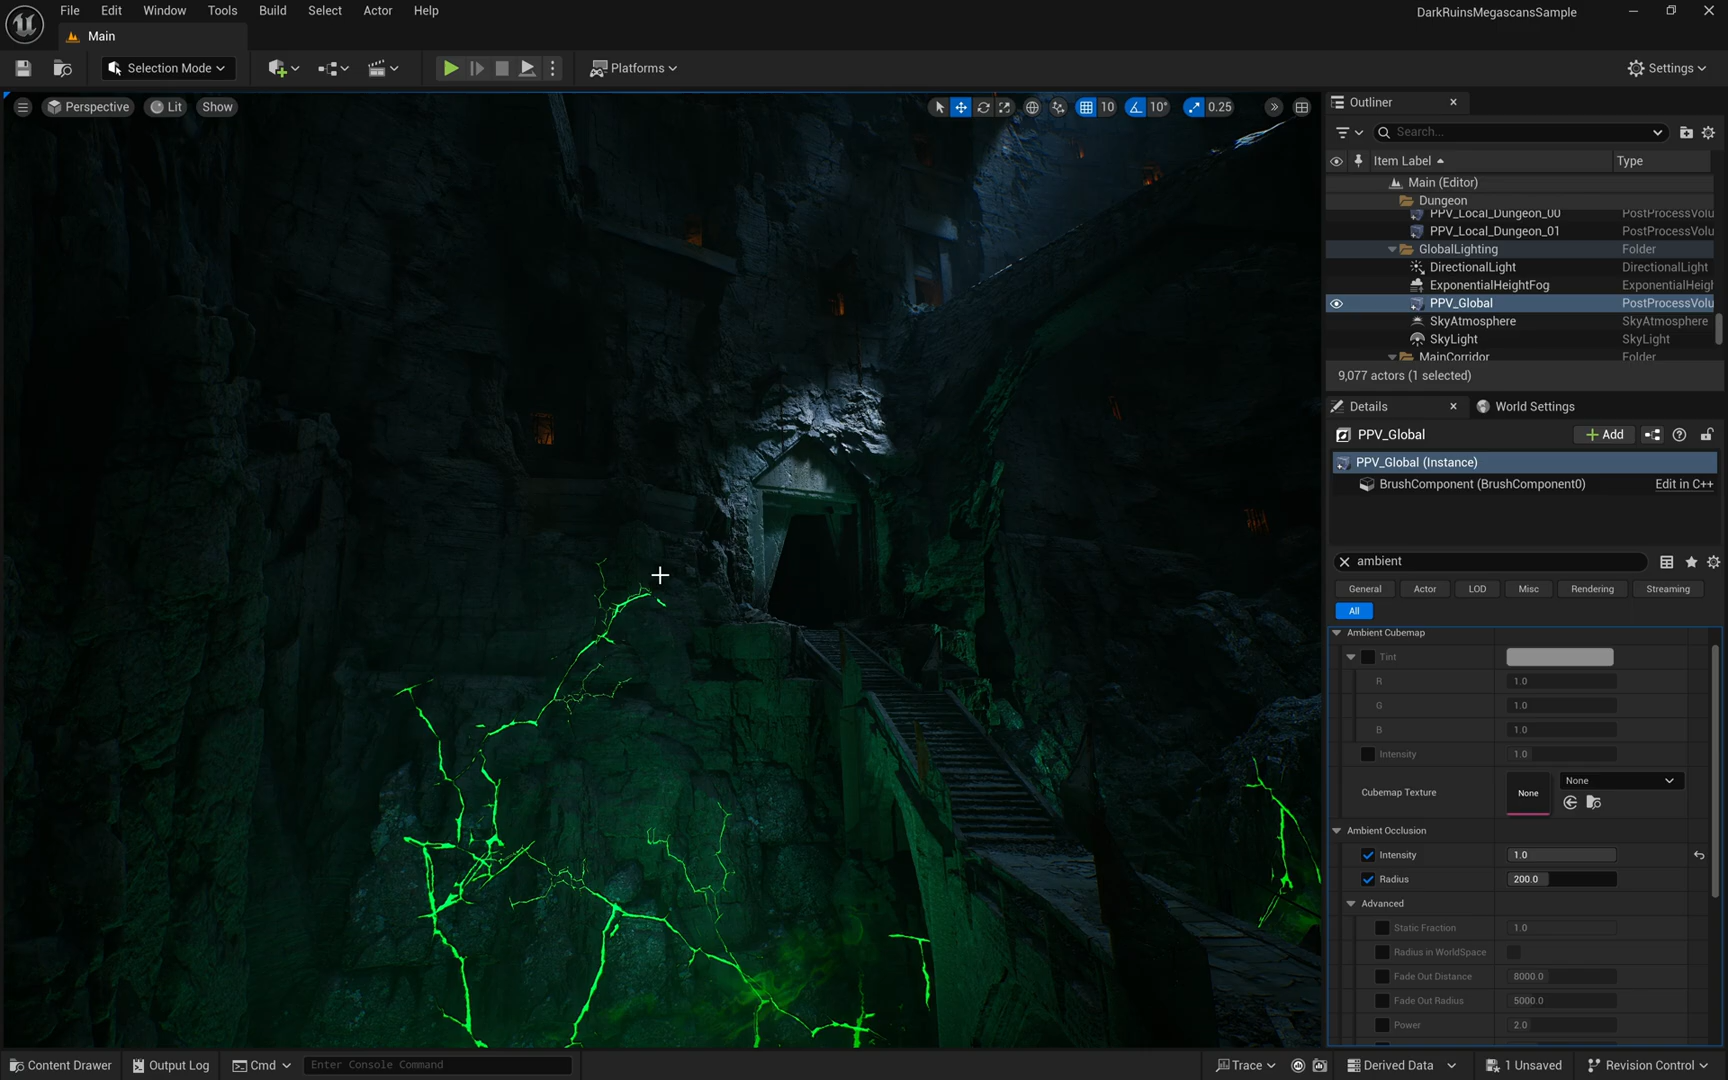 File Edit Window Tools Build Select Actor Help
DarkRuinsMegascansSample
Main
Selection Mode
Platforms
Settings
Perspective Lit Show
10 10° 0.25
Outliner
Search...
Item Label Type
Main (Editor)
Dungeon
PPV_Local_Dungeon_00 PostProcessVolu
PPV_Local_Dungeon_01 PostProcessVolu
GlobalLighting Folder
DirectionalLight DirectionalLight
ExponentialHeightFog ExponentialHeigh
PPV_Global PostProcessVolu
SkyAtmosphere SkyAtmosphere
SkyLight SkyLight
MainCorridor Folder
9,077 actors (1 selected)
Details World Settings
PPV_Global Add
PPV_Global (Instance)
BrushComponent (BrushComponent0) Edit in C++
ambient
General Actor LOD Misc Rendering Streaming
All
Ambient Cubemap
Tint
R 1.0
G 1.0
B 1.0
Intensity 1.0
Cubemap Texture None None
Ambient Occlusion
Intensity 1.0
Radius 200.0
Advanced
Static Fraction 1.0
Radius in WorldSpace
Fade Out Distance 8000.0
Fade Out Radius 5000.0
Power 2.0
Content Drawer Output Log Cmd Enter Console Command Trace Derived Data 1 Unsaved Revision Control